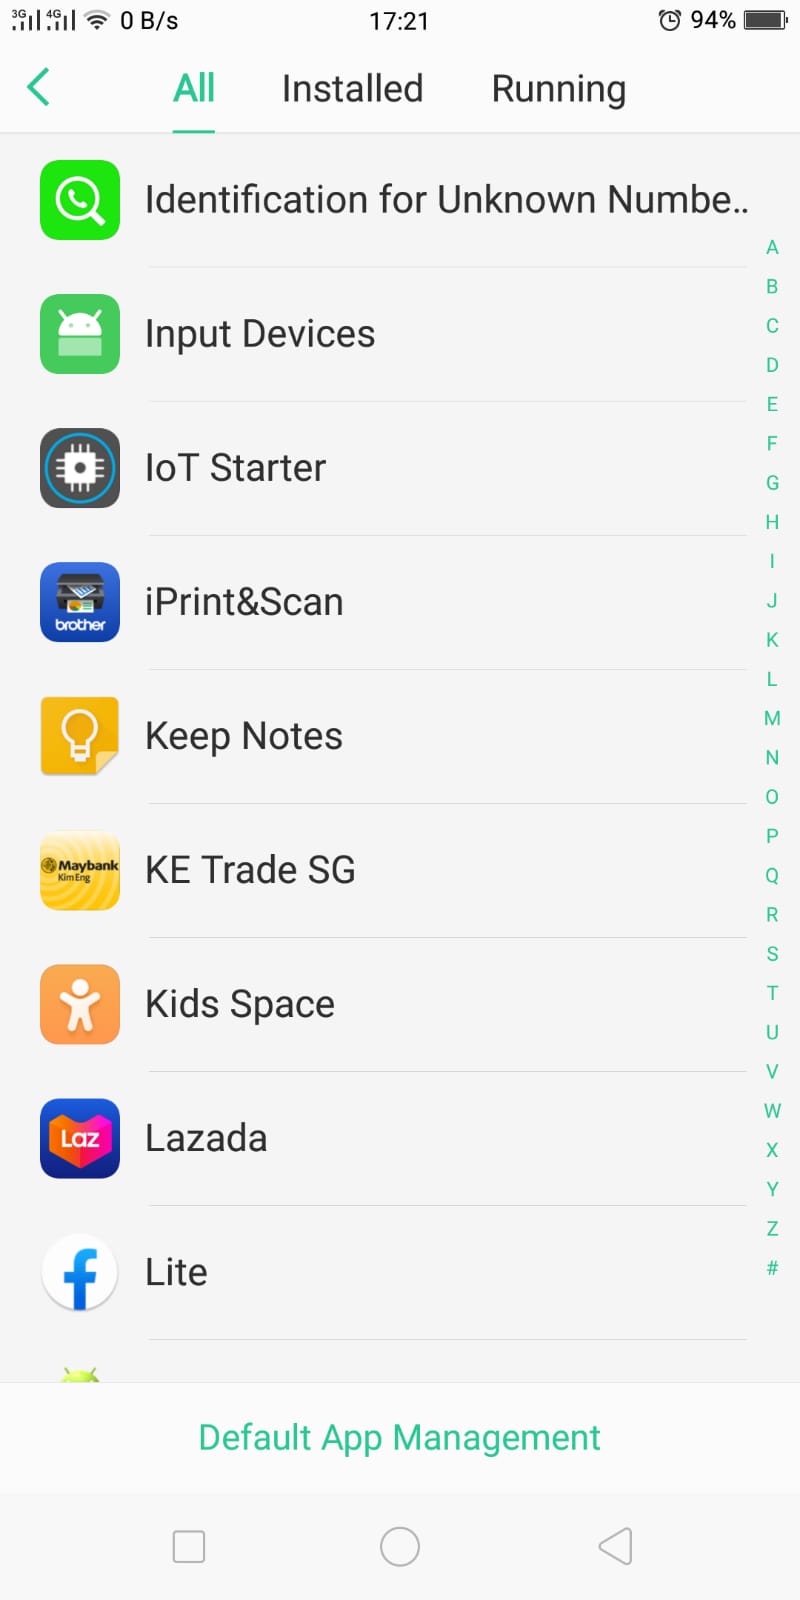 3G 4G 0 B/s 17:21 94%
All Installed Running
Identification for Unknown Numbe..
A
B
Input Devices
C
D
E
F
IoT Starter
G
H
I
iPrint&Scan
brother
J
K
L
M
Keep Notes
N
O
P
Maybank
Kim Eng
KE Trade SG
Q
R
S
Kids Space
T
U
V
W
Laz
Lazada
X
Y
Z
f
Lite
#
Default App Management